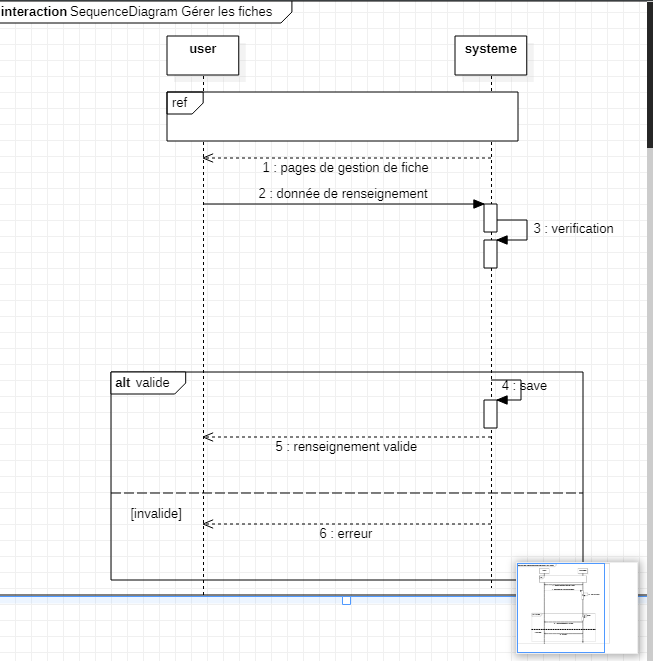 interaction SequenceDiagram Gérer les fiches
user
systeme
ref
1 : pages de gestion de fiche
2 : donnée de renseignement
3 : verification
alt valide
4 : save
5 : renseignement valide
[invalide]
6 : erreur